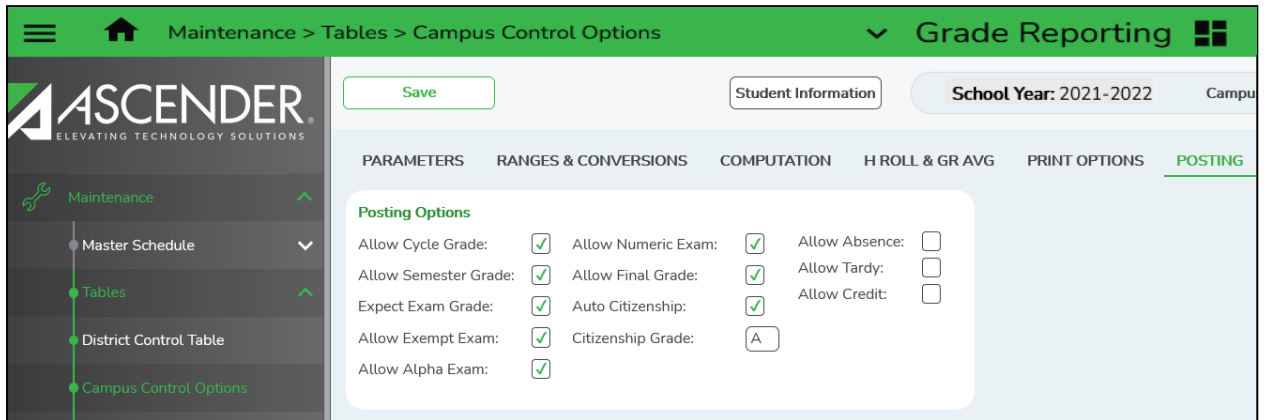 Maintenance > Tables > Campus Control Options
Grade Reporting
ASCENDER
ELEVATING TECHNOLOGY SOLUTIONS
Save
Student Information
School Year: 2021-2022
Campu
PARAMETERS
RANGES & CONVERSIONS
COMPUTATION
H ROLL & GR AVG
PRINT OPTIONS
POSTING
Maintenance
Master Schedule
Tables
District Control Table
Campus Control Options
Posting Options
Allow Cycle Grade:
Allow Semester Grade:
Expect Exam Grade:
Allow Exempt Exam:
Allow Alpha Exam:
Allow Numeric Exam:
Allow Final Grade:
Auto Citizenship:
Citizenship Grade: A
Allow Absence:
Allow Tardy:
Allow Credit: